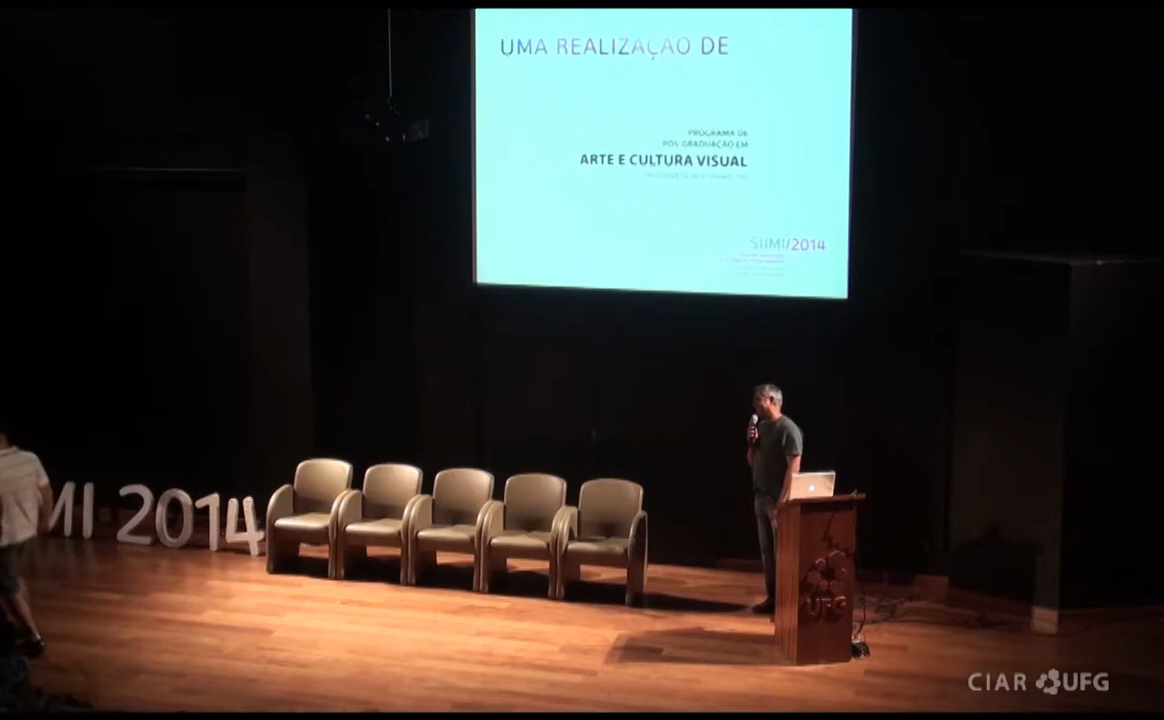 UMA REALIZAÇÃO DE
PROGRAMA DE
PÓS-GRADUAÇÃO EM
ARTE E CULTURA VISUAL
SIIMI/2014
MI 2014
UFG
CIAR UFG